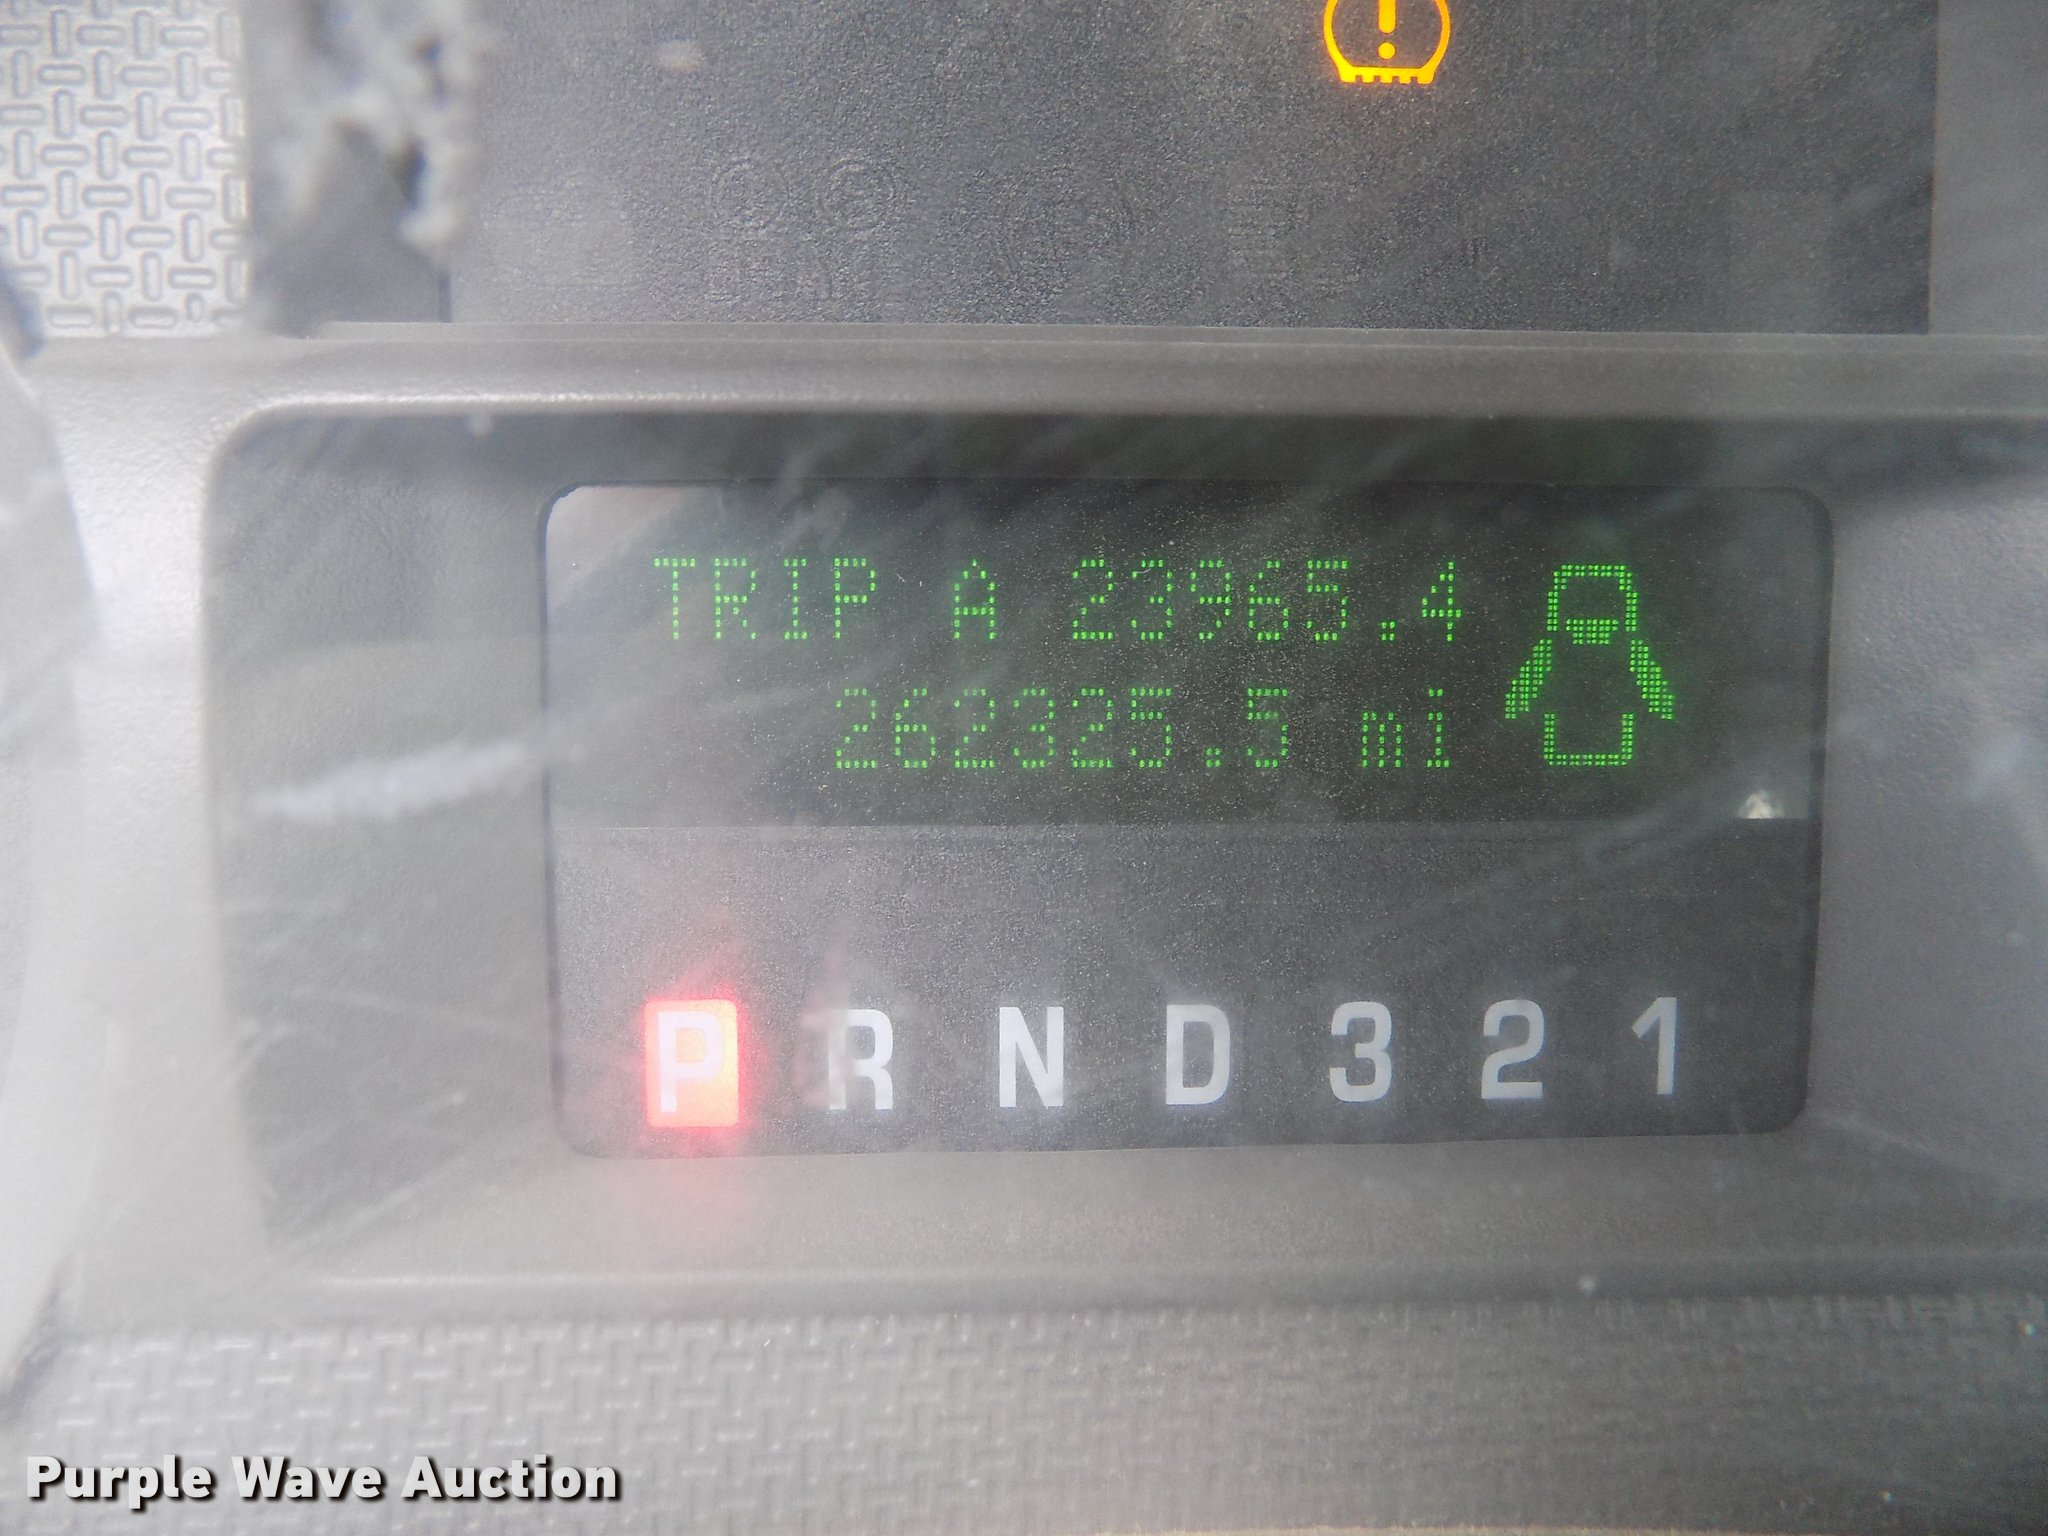 TRIP A 23965.4
262325.5 mi
P R N D 3 2 1
Purple Wave Auction